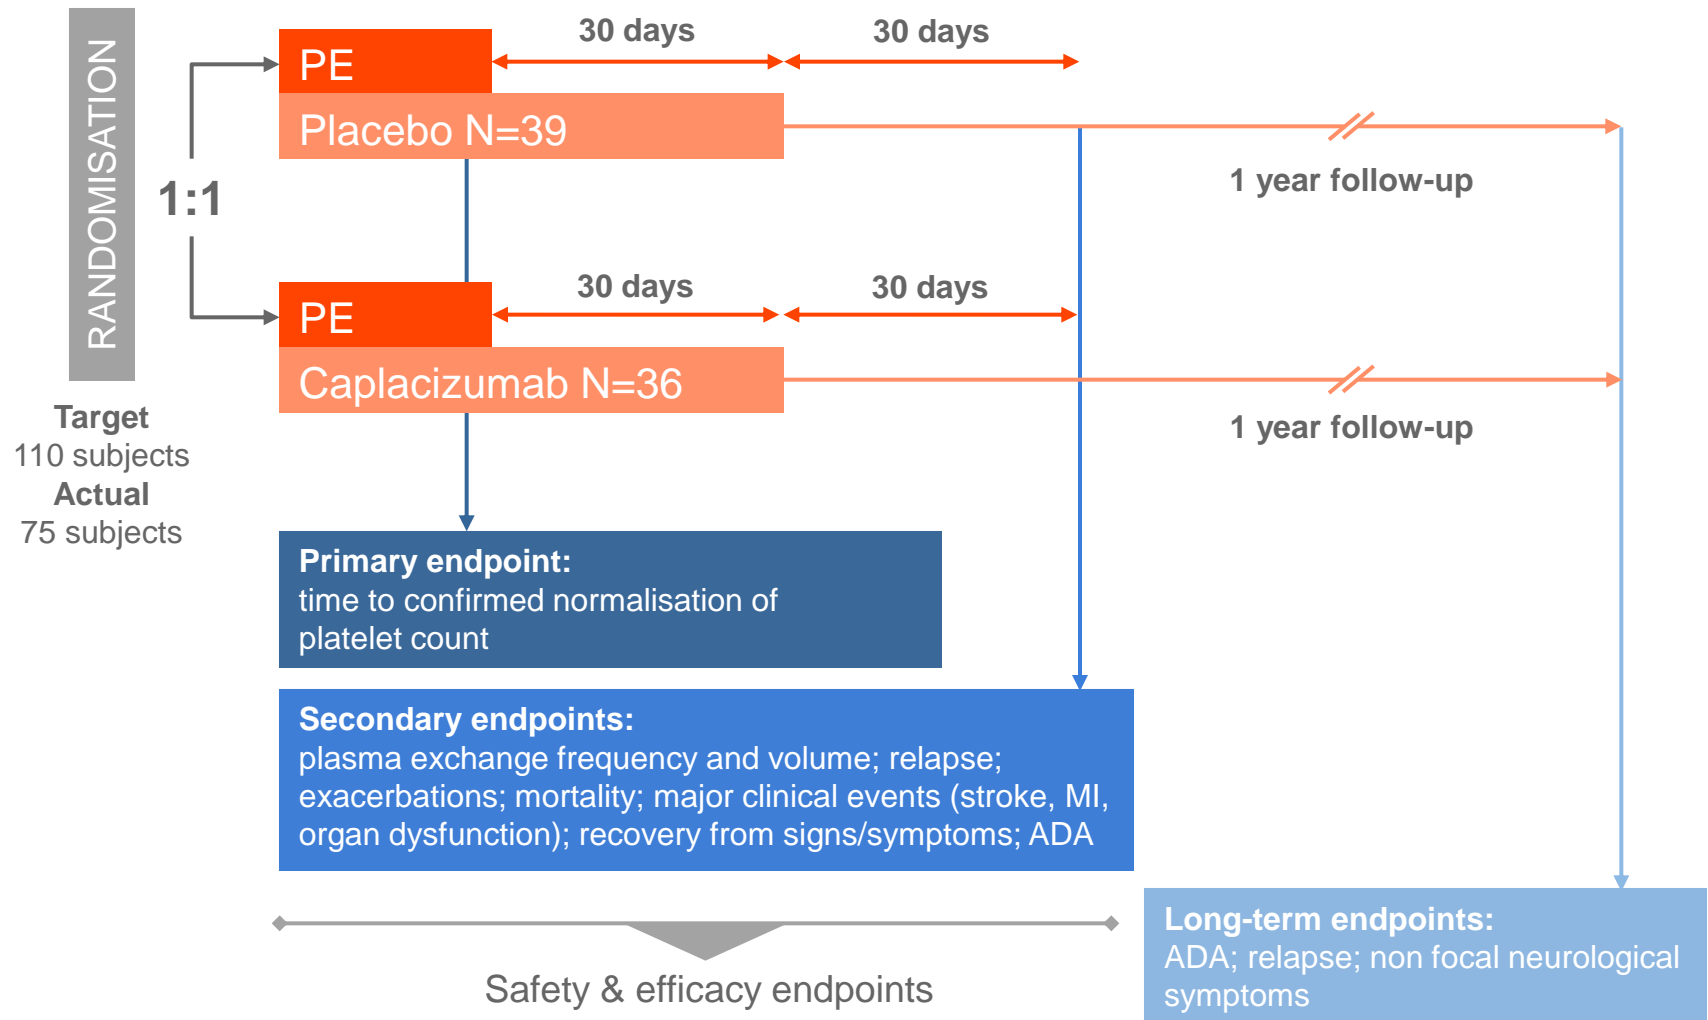 RANDOMISATION
1:1
Target
110 subjects
Actual
75 subjects
30 days
30 days
PE
Placebo N=39
1 year follow-up
30 days
30 days
PE
Caplacizumab N=36
1 year follow-up
Primary endpoint:
time to confirmed normalisation of
platelet count
Secondary endpoints:
plasma exchange frequency and volume; relapse;
exacerbations; mortality; major clinical events (stroke, MI,
organ dysfunction); recovery from signs/symptoms; ADA
Safety & efficacy endpoints
Long-term endpoints:
ADA; relapse; non focal neurological
symptoms